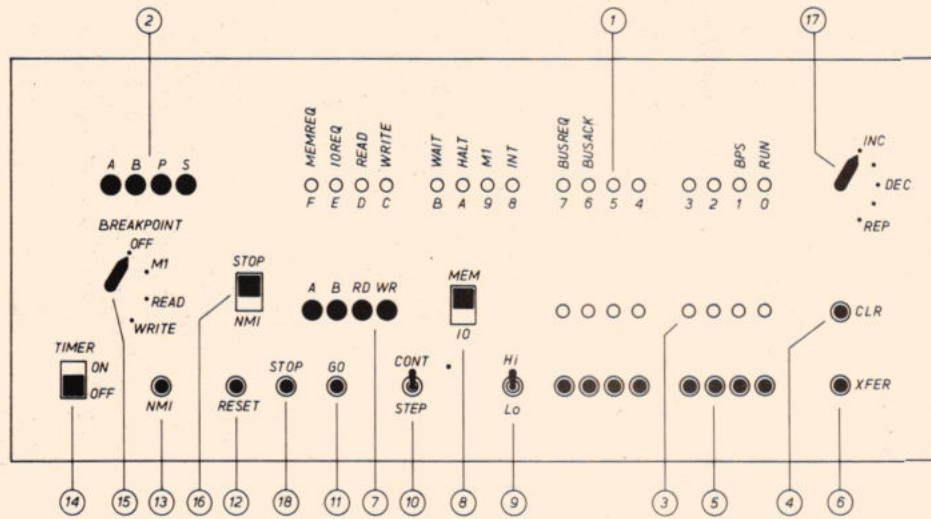 2 1 17
MEMREQ IOREQ READ WRITE WAIT HALT M1 INT BUSREQ BUSACK BPS RUN
INC
DEC
REP
A B P S
F E D C B A 9 8 7 6 5 4 3 2 1 0
BREAKPOINT
OFF
M1
READ
WRITE
STOP
NMI
A B RD WR
MEM
IO
CLR
TIMER
ON
OFF
NMI
RESET
STOP
GO
CONT
STEP
Hi
Lo
XFER
14 15 13 16 12 18 11 7 10 8 9 3 5 4 6